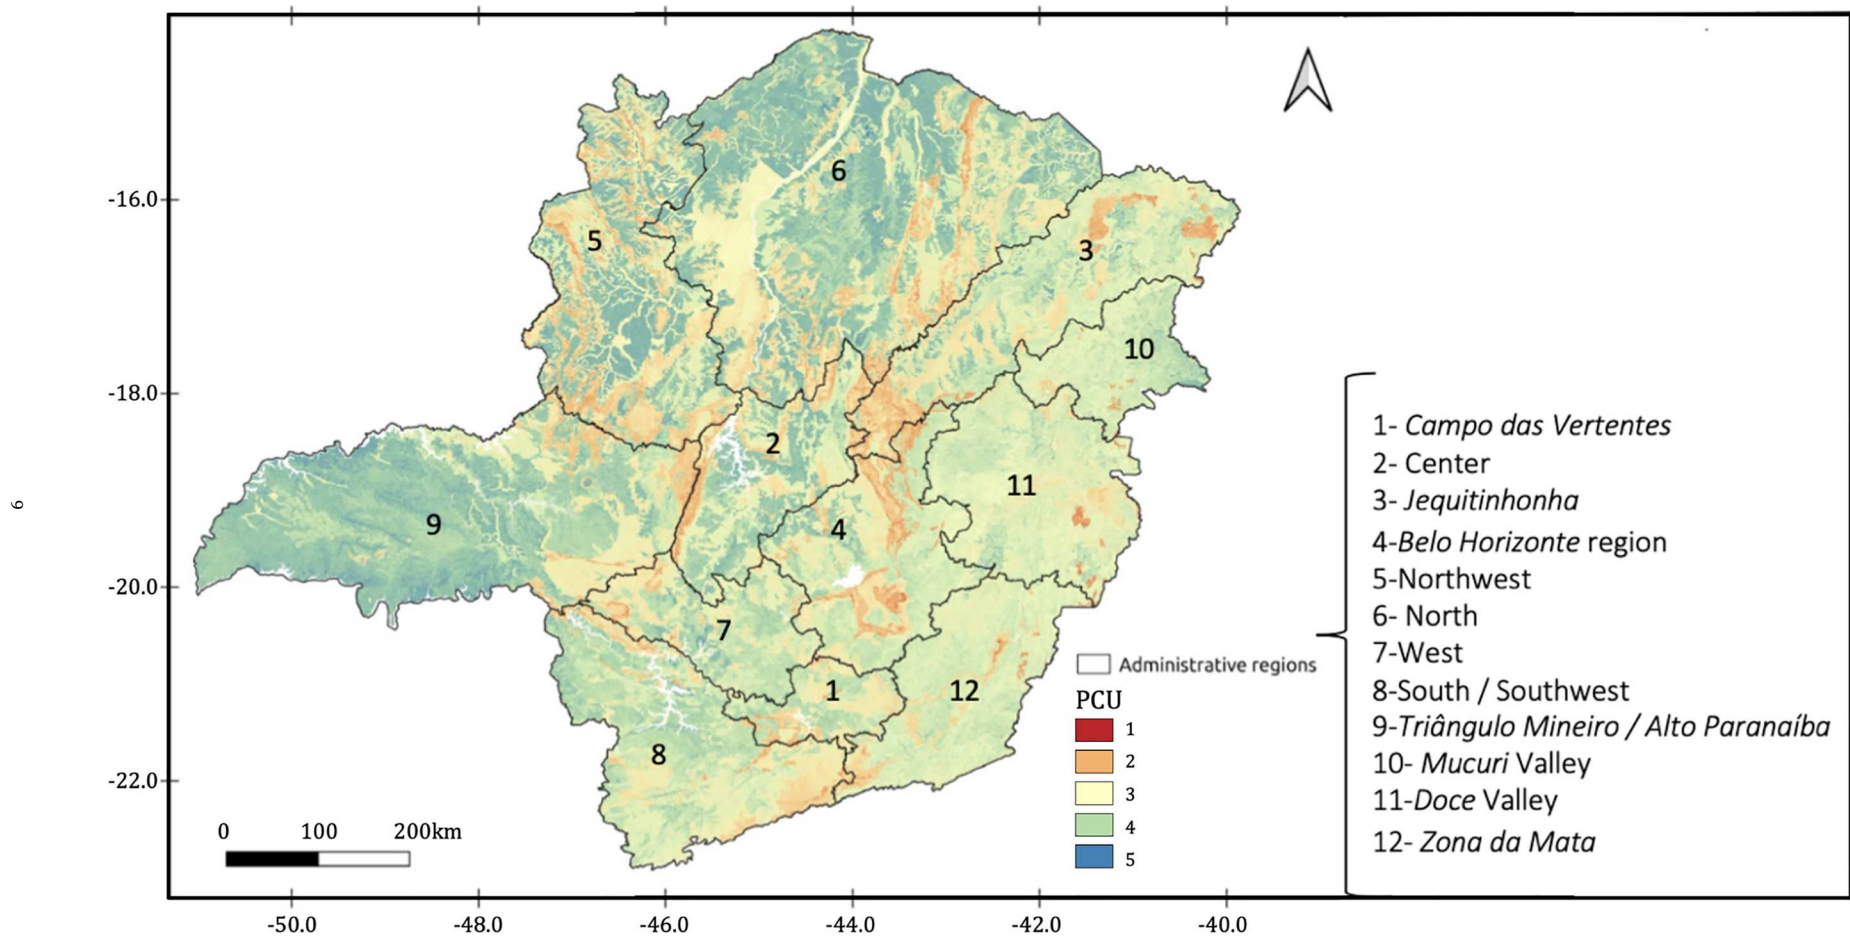 6
5
3
10
2
11
9
4
7
1
12
8
-16.0
-18.0
-20.0
-22.0
-50.0
-48.0
-46.0
-44.0
-42.0
-40.0
0 100 200km
Administrative regions
PCU
1
2
3
4
5
1- Campo das Vertentes
2- Center
3- Jequitinhonha
4-Belo Horizonte region
5-Northwest
6- North
7-West
8-South / Southwest
9-Triângulo Mineiro / Alto Paranaíba
10- Mucuri Valley
11-Doce Valley
12- Zona da Mata